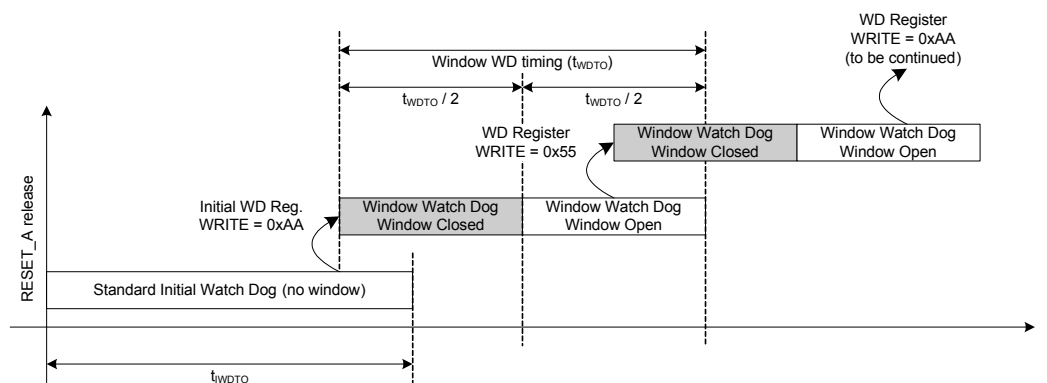 WD Register
WRITE = 0xAA
(to be continued)
Window WD timing (tWDTO)
tWDTO / 2
tWDTO / 2
WD Register
WRITE = 0x55
Window Watch Dog
Window Closed
Window Watch Dog
Window Open
Initial WD Reg.
WRITE = 0xAA
Window Watch Dog
Window Closed
Window Watch Dog
Window Open
RESET_A release
Standard Initial Watch Dog (no window)
tIWDTO